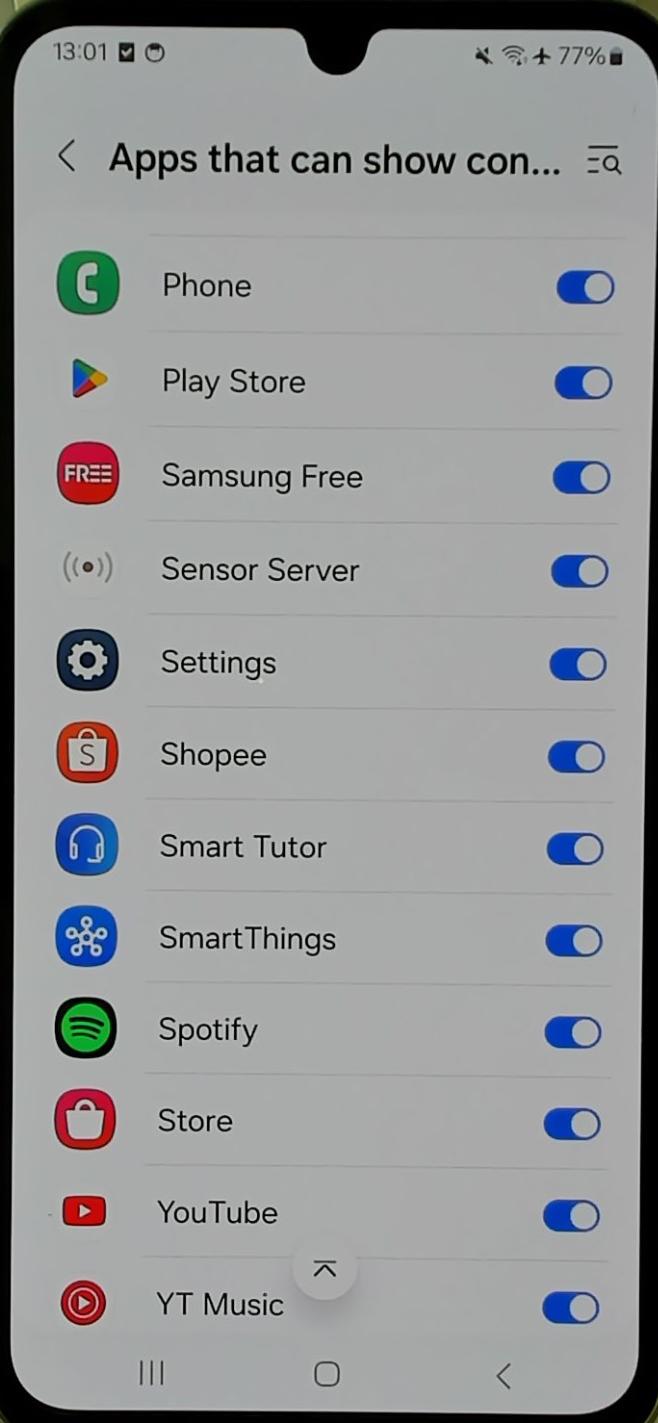 13:01 77%
Apps that can show con...
Phone
Play Store
FREE Samsung Free
Sensor Server
Settings
S Shopee
Smart Tutor
SmartThings
Spotify
Store
YouTube
YT Music